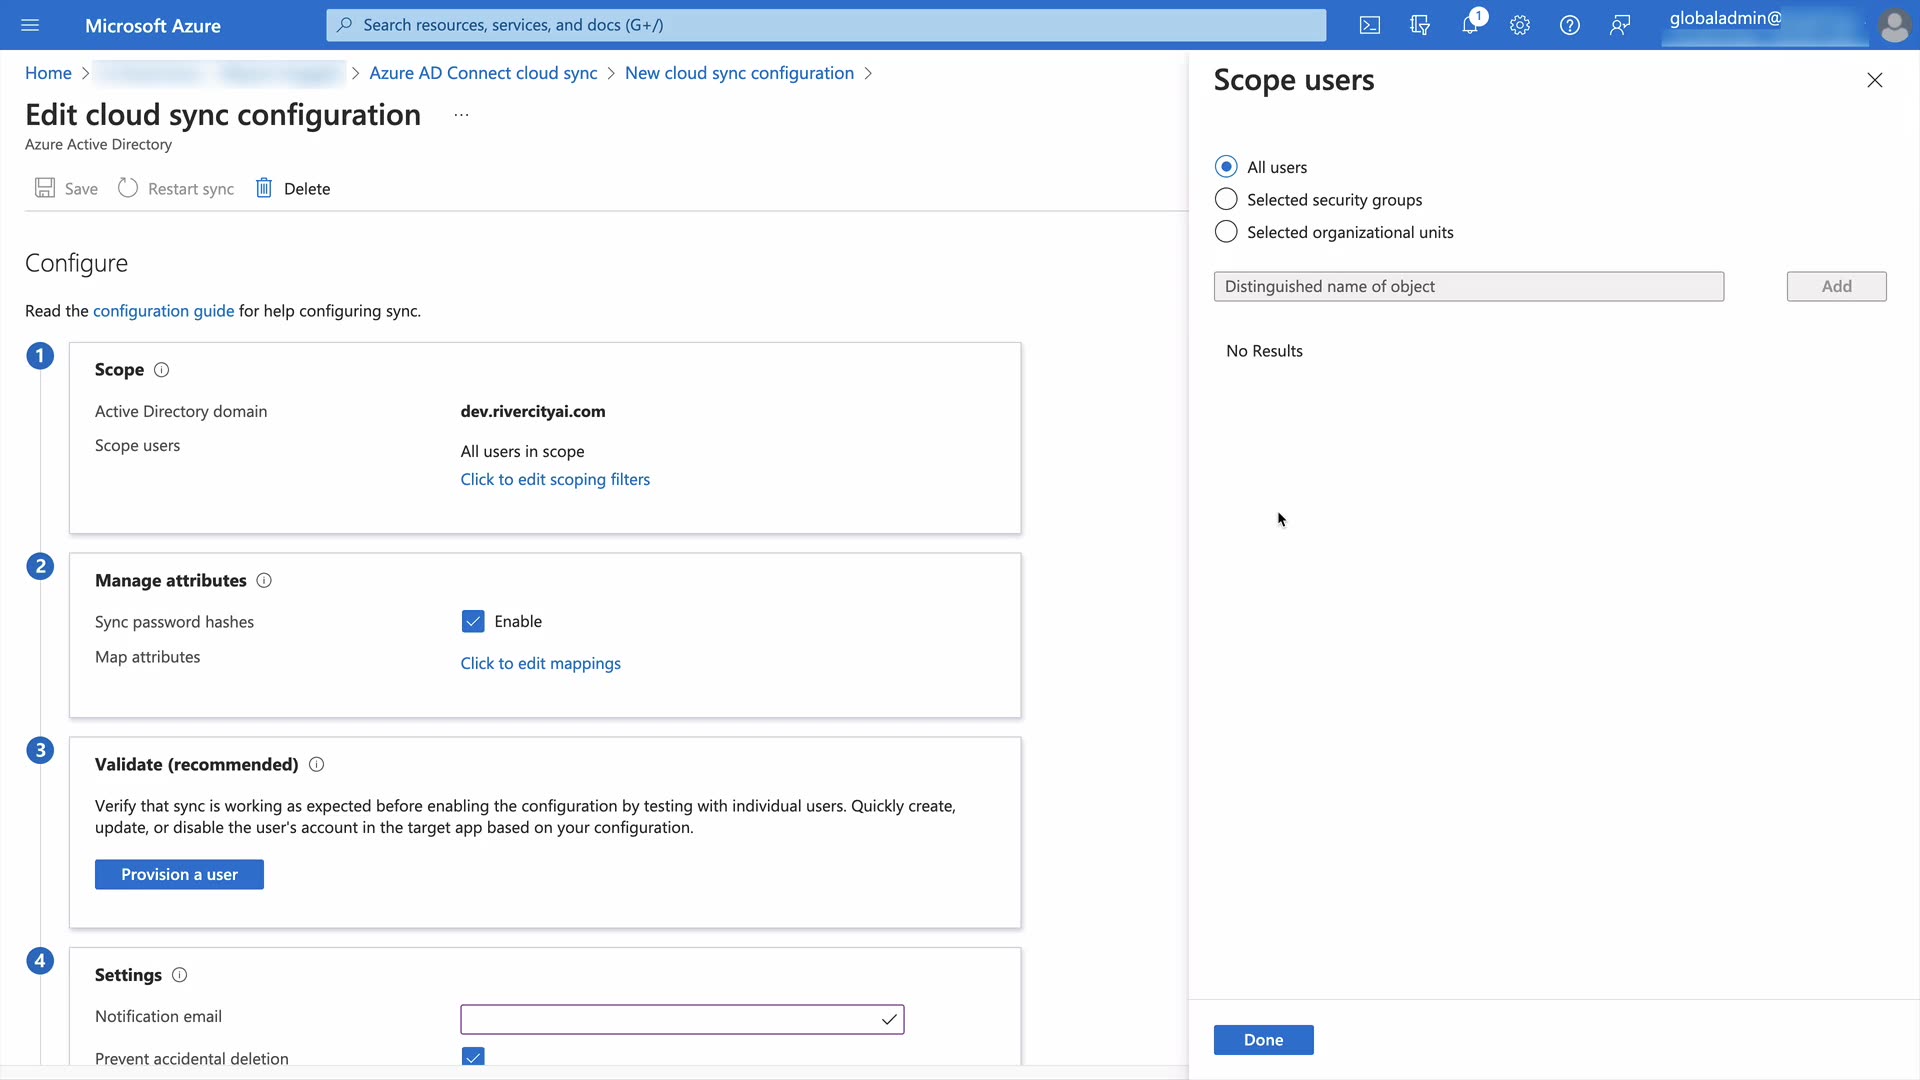 Microsoft Azure
Search resources, services, and docs (G+/)
1
globaladmin@
Home
Azure AD Connect cloud sync
New cloud sync configuration
Edit cloud sync configuration
...
Azure Active Directory
Save
Restart sync
Delete
Configure
Read the configuration guide for help configuring sync.
1
Scope
Active Directory domain
dev.rivercityai.com
Scope users
All users in scope
Click to edit scoping filters
2
Manage attributes
Sync password hashes
Enable
Map attributes
Click to edit mappings
3
Validate (recommended)
Verify that sync is working as expected before enabling the configuration by testing with individual users. Quickly create,
update, or disable the user's account in the target app based on your configuration.
Provision a user
4
Settings
Notification email
Prevent accidental deletion
Scope users
All users
Selected security groups
Selected organizational units
Distinguished name of object
Add
No Results
Done